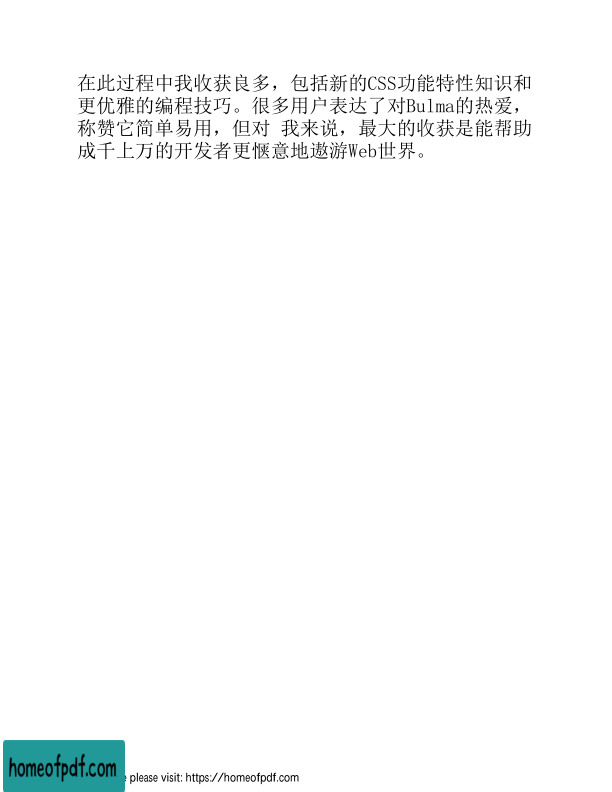 在此过程中我收获良多，包括新的CSS功能特性知识和
更优雅的编程技巧。很多用户表达了对Bulma的热爱，
称赞它简单易用，但对 我来说，最大的收获是能帮助
成千上万的开发者更惬意地遨游Web世界。
homeofpdf.com
e please visit: https://homeofpdf.com